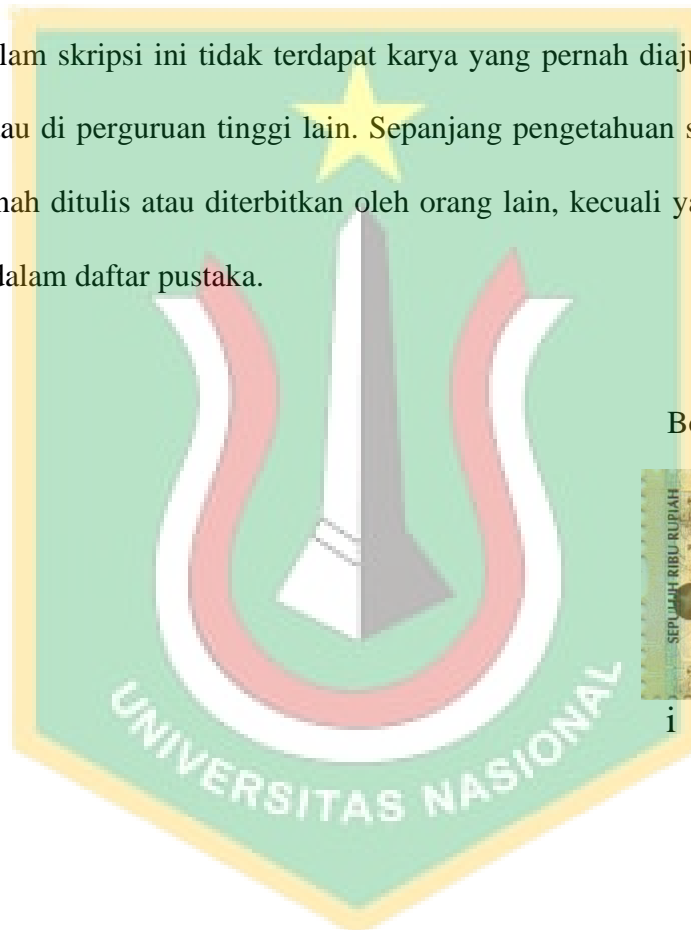 lam skripsi ini tidak terdapat karya yang pernah diaju
au di perguruan tinggi lain. Sepanjang pengetahuan s
nah ditulis atau diterbitkan oleh orang lain, kecuali ya
dalam daftar pustaka.
Be
SEPULUH RIBU RUPIAH
i
UNIVERSITAS NASIONAL